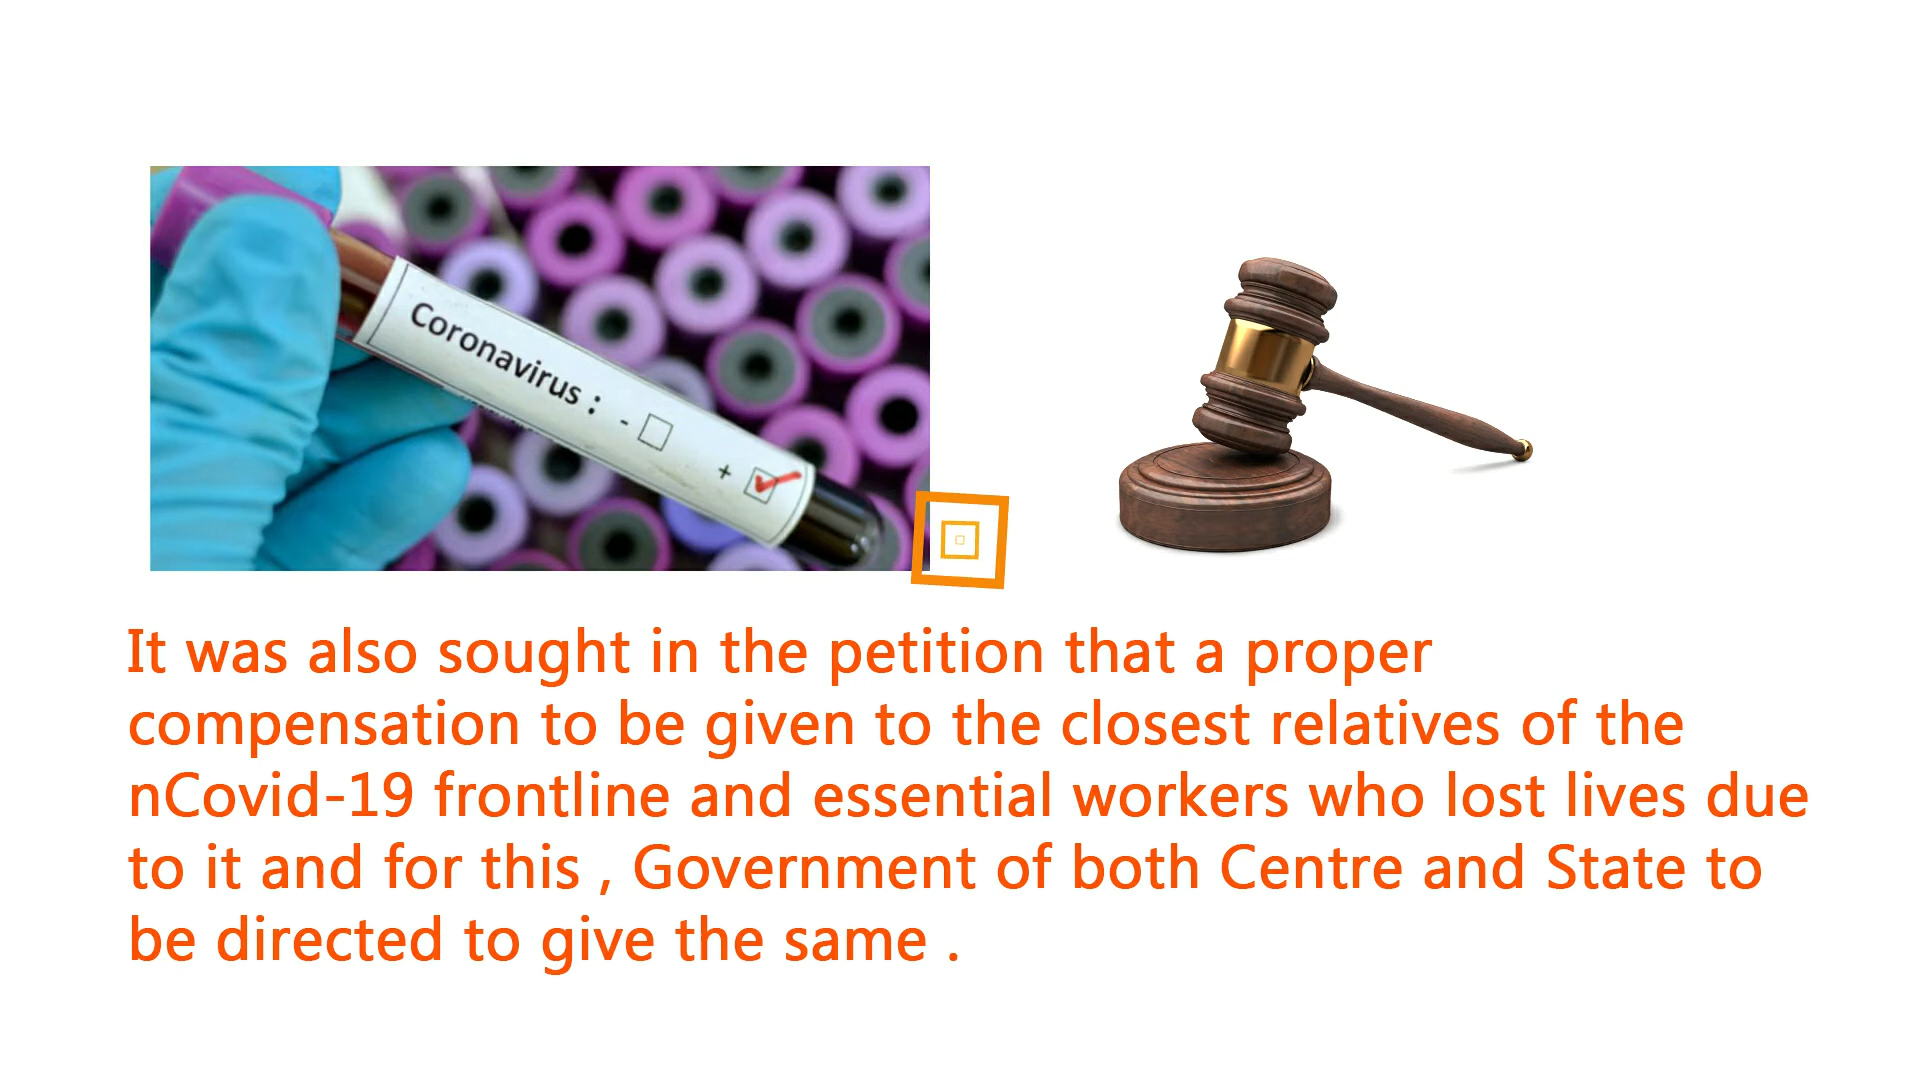 Coronavirus :
-
+
It was also sought in the petition that a proper
compensation to be given to the closest relatives of the
nCovid-19 frontline and essential workers who lost lives due
to it and for this , Government of both Centre and State to
be directed to give the same .